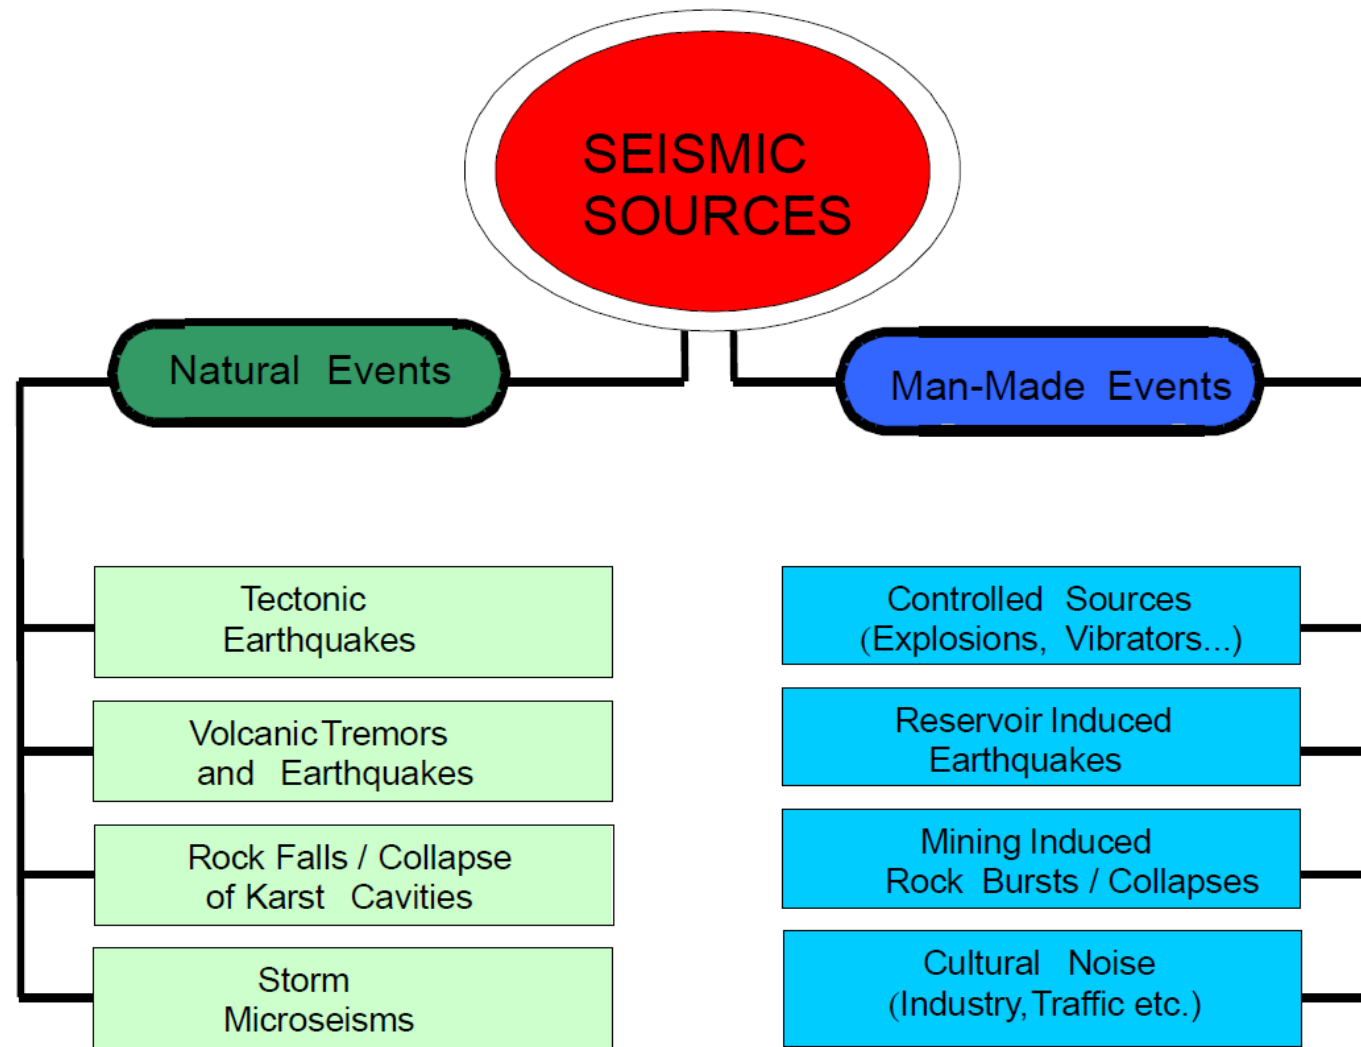 SEISMIC
SOURCES
Natural Events
Man-Made Events
Tectonic
Earthquakes
Volcanic Tremors
and Earthquakes
Rock Falls / Collapse
of Karst Cavities
Storm
Microseisms
Controlled Sources
(Explosions, Vibrators...)
Reservoir Induced
Earthquakes
Mining Induced
Rock Bursts / Collapses
Cultural Noise
(Industry, Traffic etc.)